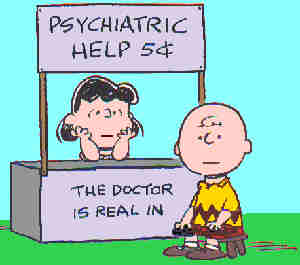 PSYCHIATRIC
HELP 5¢
THE DOCTOR
IS REAL IN